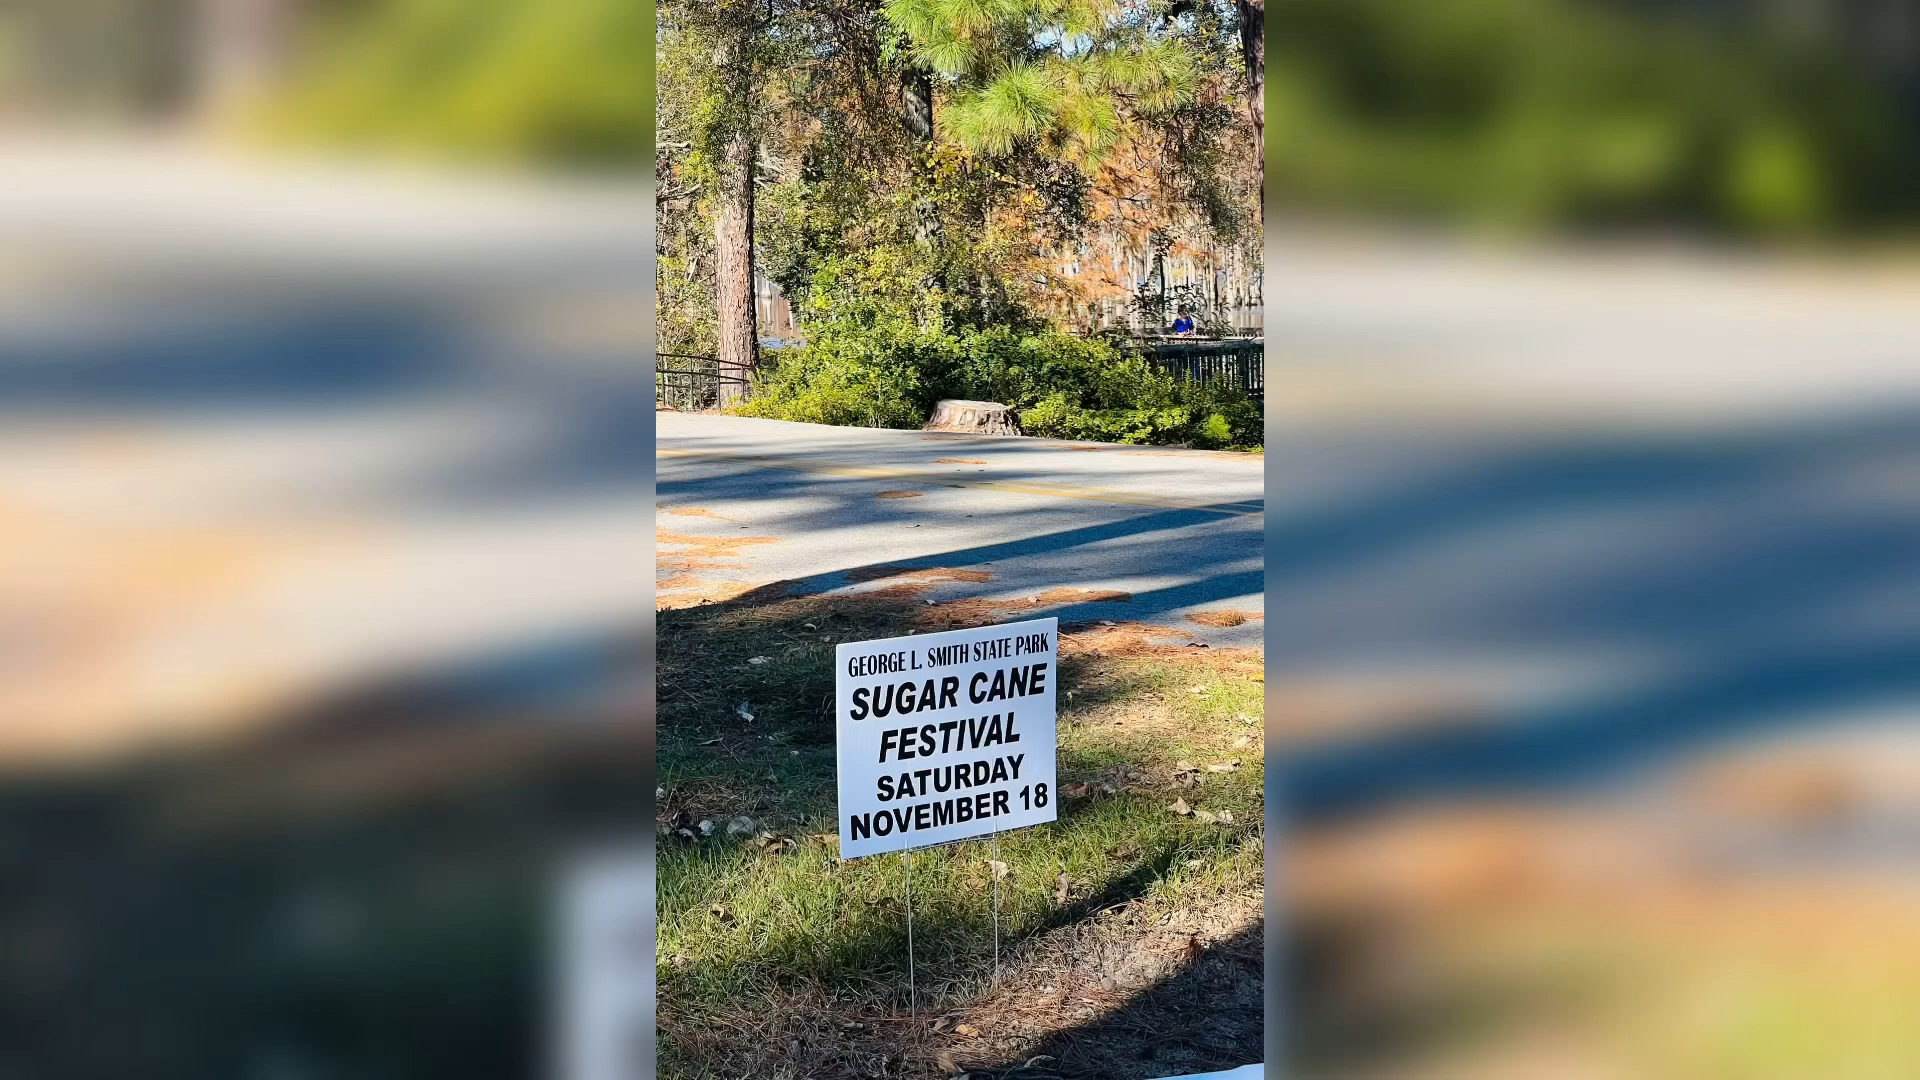 GEORGE L. SMITH STATE PARK
SUGAR CANE
FESTIVAL
SATURDAY
NOVEMBER 18